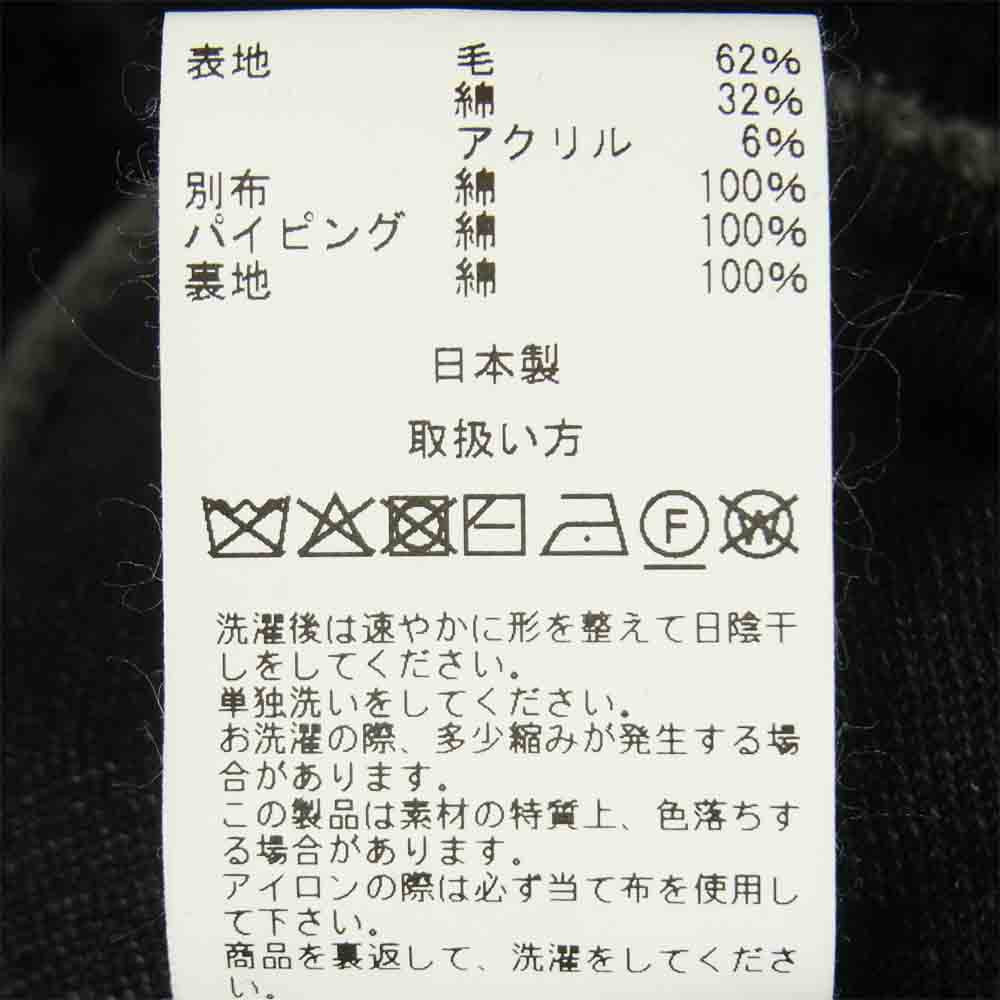 表地 毛 62%
綿 32%
アクリル 6%
別布 綿 100%
パイピング 綿 100%
裏地 綿 100%
日本製
取扱い方
F W
洗濯後は速やかに形を整えて日陰干
しをしてください。
単独洗いをしてください。
お洗濯の際、多少縮みが発生する場
合があります。
この製品は素材の特質上、色落ちす
る場合があります。
アイロンの際は必ず当て布を使用し
て下さい。
商品を裏返して、洗濯をしてくださ
い。